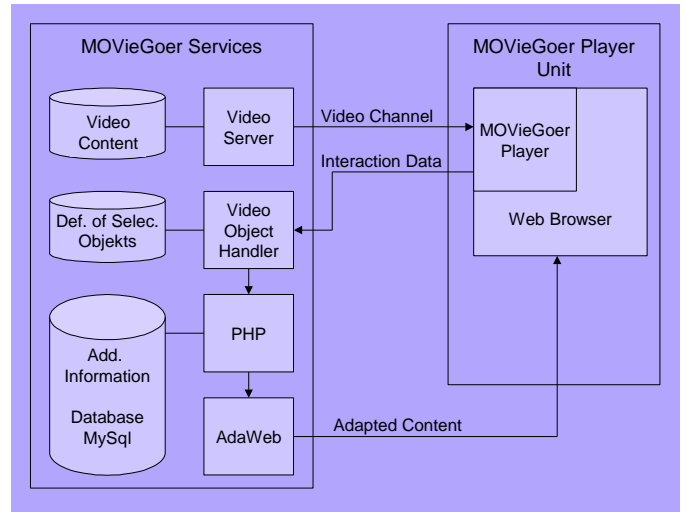 MOVieGoer Services
MOVieGoer Player
Unit
Video
Content
Video
Server
Video Channel
MOVieGoer
Player
Interaction Data
Def. of Selec.
Objekts
Video
Object
Handler
Web Browser
Add.
Information
Database
MySql
PHP
AdaWeb
Adapted Content